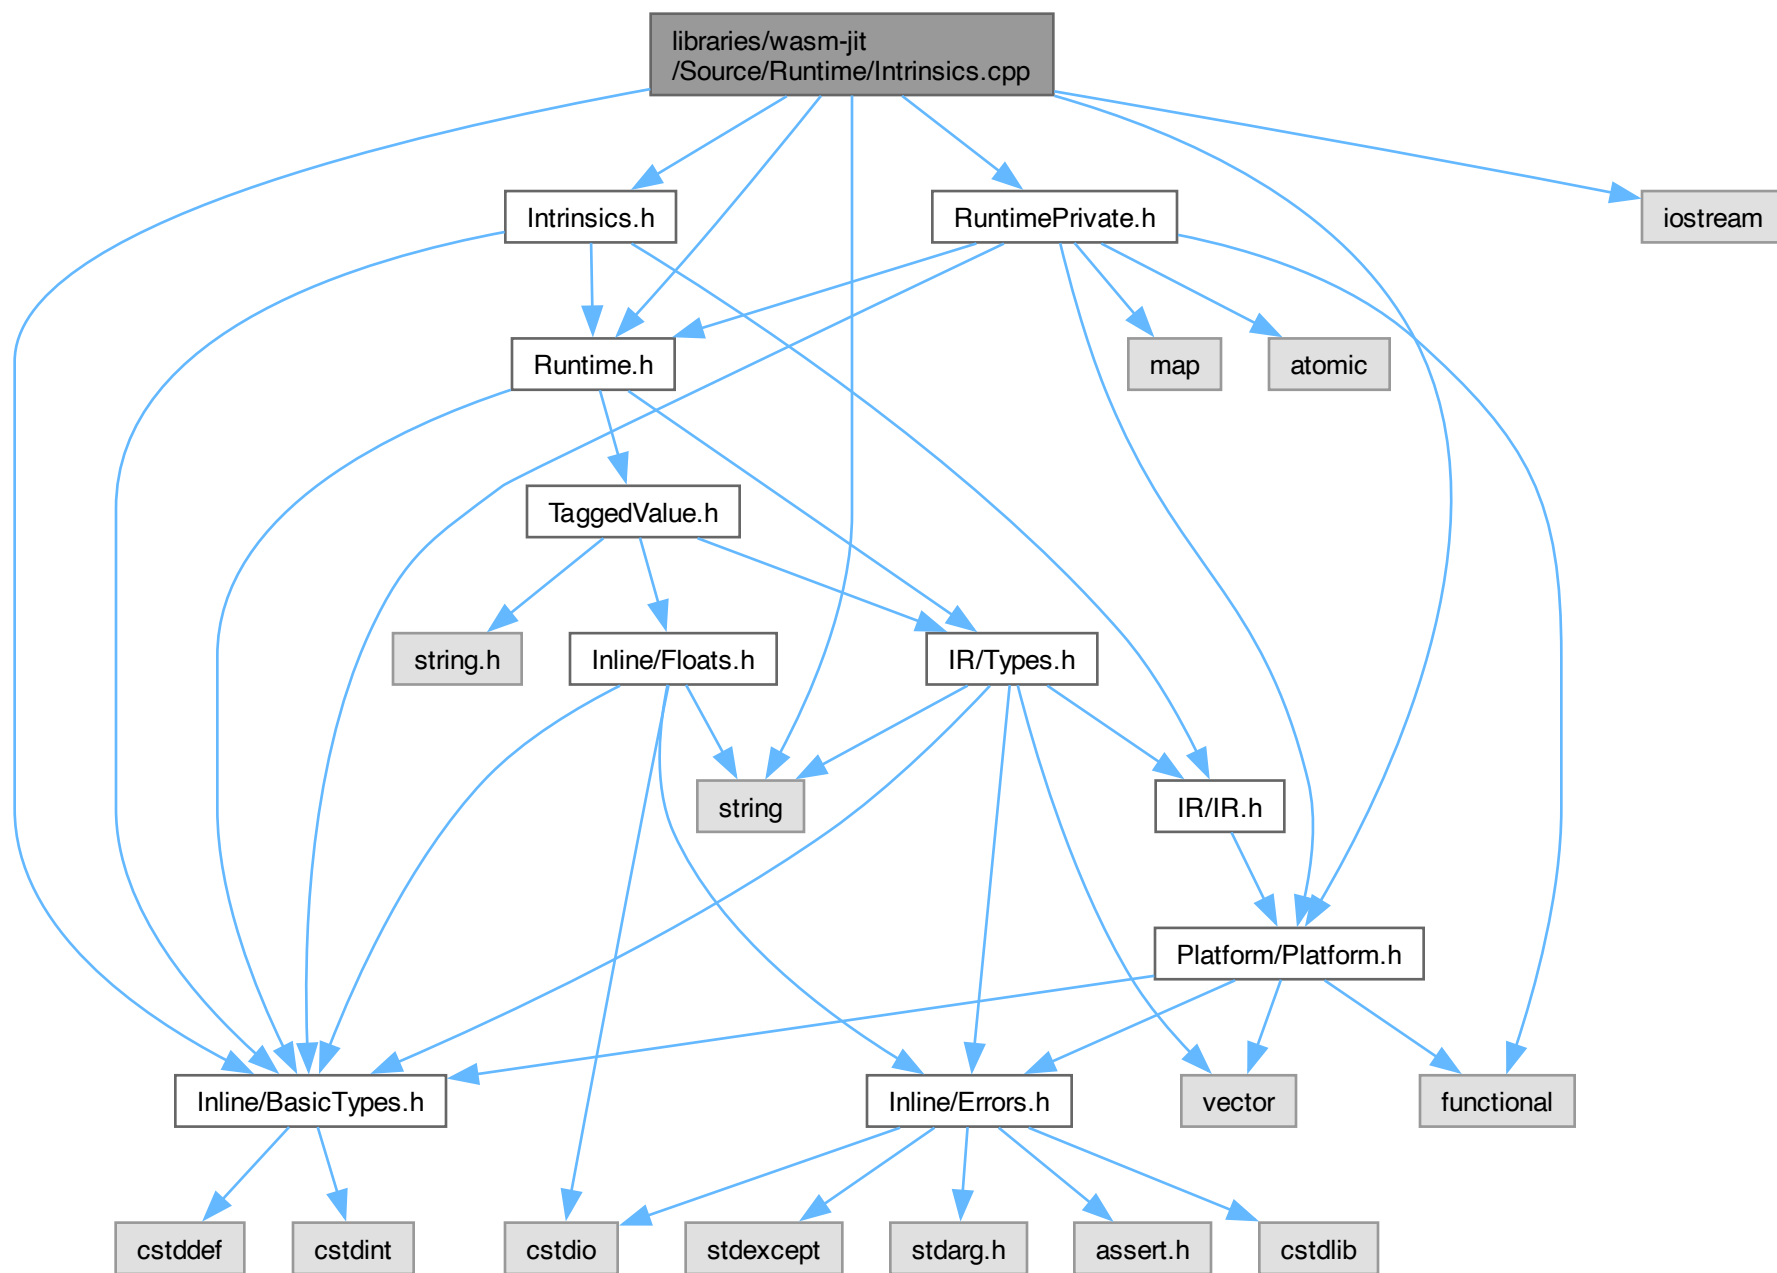 libraries/wasm-jit
/Source/Runtime/Intrinsics.cpp
Intrinsics.h
RuntimePrivate.h
iostream
Runtime.h
map
atomic
TaggedValue.h
string.h
Inline/Floats.h
IR/Types.h
string
IR/IR.h
Platform/Platform.h
Inline/BasicTypes.h
Inline/Errors.h
vector
functional
cstddef
cstdint
cstdio
stdexcept
stdarg.h
assert.h
cstdlib